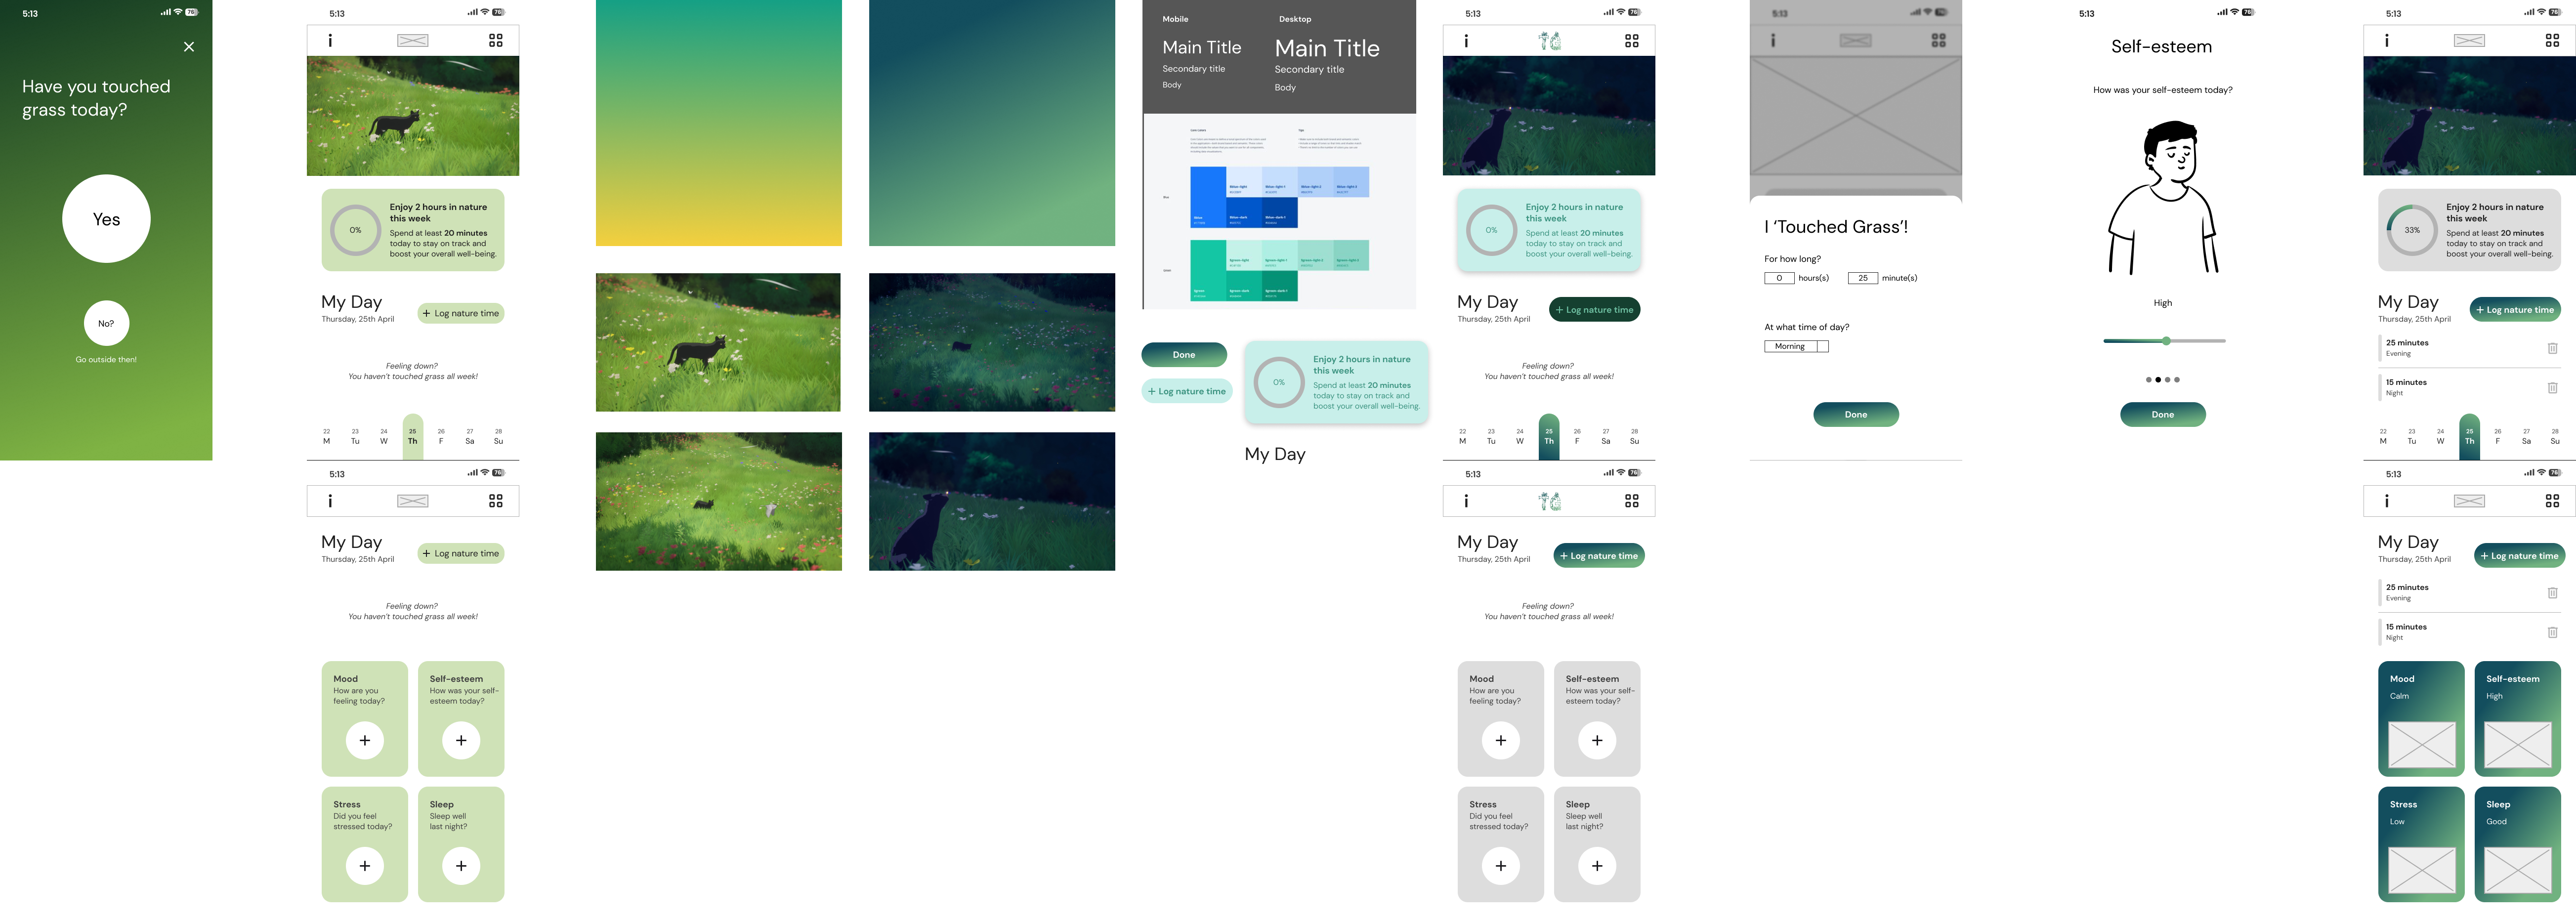 5:13
76
Have you touched
grass today?
Yes
No?
Go outside then!
5:13
76
i
0%
Enjoy 2 hours in nature
this week
Spend at least 20 minutes
today to stay on track and
boost your overall well-being.
My Day
Thursday, 25th April
+ Log nature time
Feeling down?
You haven't touched grass all week!
22 23 24 25 26 27 28
M Tu W Th F Sa Su
5:13
76
i
My Day
Thursday, 25th April
+ Log nature time
Feeling down?
You haven't touched grass all week!
Mood
How are you
feeling today?
+
Self-esteem
How was your self-
esteem today?
+
Stress
Did you feel
stressed today?
+
Sleep
Sleep well
last night?
+
Mobile
Main Title
Secondary title
Body
Desktop
Main Title
Secondary title
Body
Done
+ Log nature time
0%
Enjoy 2 hours in nature
this week
Spend at least 20 minutes
today to stay on track and
boost your overall well-being.
My Day
5:13
76
i
0%
Enjoy 2 hours in nature
this week
Spend at least 20 minutes
today to stay on track and
boost your overall well-being.
My Day
Thursday, 25th April
+ Log nature time
Feeling down?
You haven't touched grass all week!
22 23 24 25 26 27 28
M Tu W Th F Sa Su
5:13
76
i
My Day
Thursday, 25th April
+ Log nature time
Feeling down?
You haven't touched grass all week!
Mood
How are you
feeling today?
+
Self-esteem
How was your self-
esteem today?
+
Stress
Did you feel
stressed today?
+
Sleep
Sleep well
last night?
+
5:13
i
I ‘Touched Grass’!
For how long?
0 hours(s) 25 minute(s)
At what time of day?
Morning
Done
5:13
76
Self-esteem
How was your self-esteem today?
High
Done
5:13
76
i
33%
Enjoy 2 hours in nature
this week
Spend at least 20 minutes
today to stay on track and
boost your overall well-being.
My Day
Thursday, 25th April
+ Log nature time
25 minutes
Evening
15 minutes
Night
22 23 24 25 26 27 28
M Tu W Th F Sa Su
5:13
76
i
My Day
Thursday, 25th April
+ Log nature time
25 minutes
Evening
15 minutes
Night
Mood
Calm
Self-esteem
High
Stress
Low
Sleep
Good